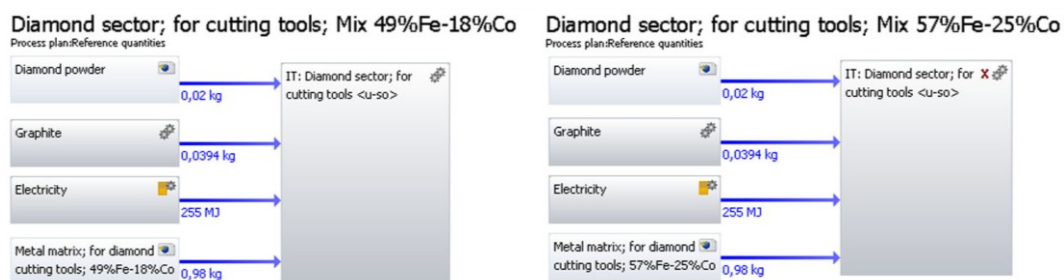 Diamond sector; for cutting tools; Mix 49%Fe-18%Co
Process plan:Reference quantities
Diamond powder
0,02 kg
IT: Diamond sector; for
cutting tools <u-so>
Graphite
0,0394 kg
Electricity
255 MJ
Metal matrix; for diamond
cutting tools; 49%Fe-18%Co
0,98 kg
Diamond sector; for cutting tools; Mix 57%Fe-25%Co
Process plan:Reference quantities
Diamond powder
0,02 kg
IT: Diamond sector; for X
cutting tools <u-so>
Graphite
0,0394 kg
Electricity
255 MJ
Metal matrix; for diamond
cutting tools; 57%Fe-25%Co
0,98 kg